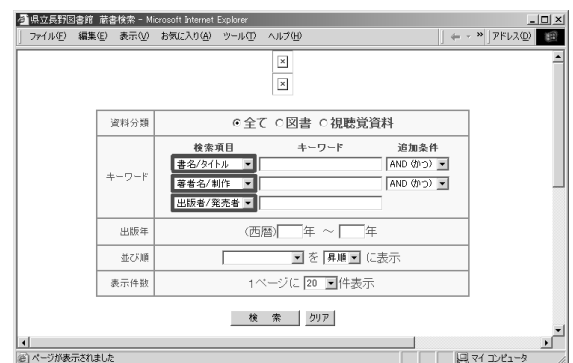 県立長野図書館 蔵書検索 - Microsoft Internet Explorer
ファイル(F) 編集(E) 表示(V) お気に入り(A) ツール(T) ヘルプ(H) » アドレス(D)
資料分類 全て 図書 視聴覚資料
検索項目 キーワード 追加条件
キーワード
書名/タイトル AND (かつ)
著者名/制作 AND (かつ)
出版者/発売者
出版年 (西暦) 年 ～ 年
並び順 を 昇順 に表示
表示件数 1ページに 20 件表示
検 索 クリア
ページが表示されました マイ コンピュータ